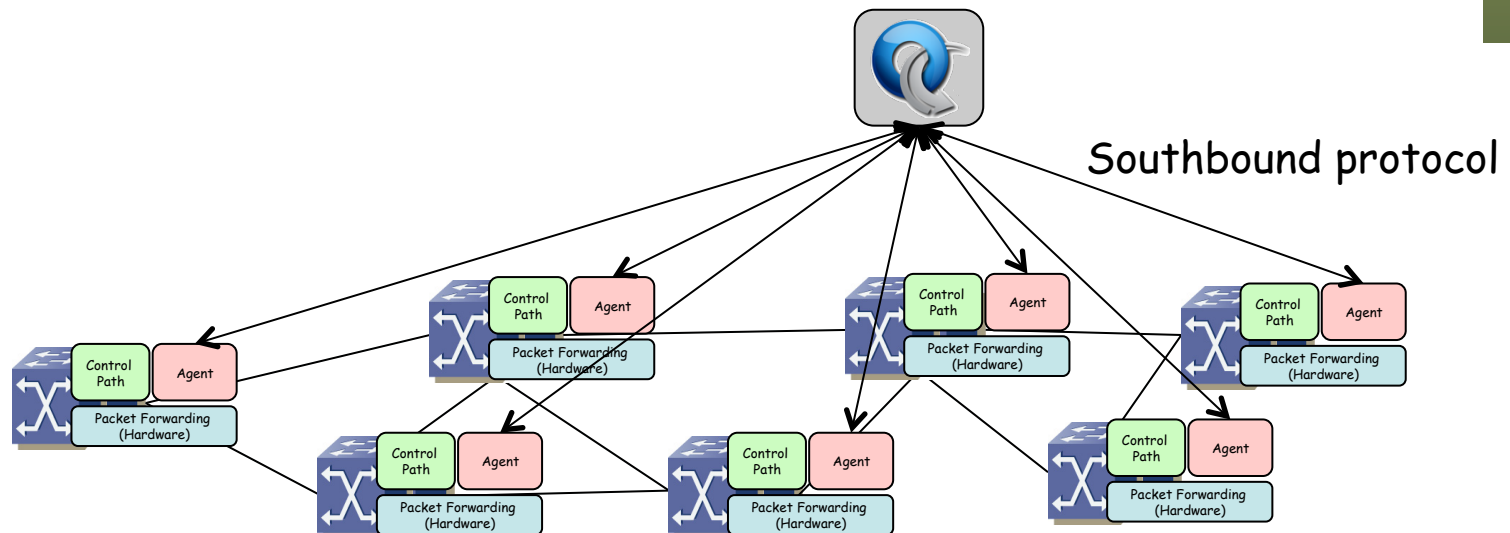 Southbound protocol
Control
Path
Agent
Packet Forwarding
(Hardware)
Control
Path
Agent
Packet Forwarding
(Hardware)
Control
Path
Agent
Packet Forwarding
(Hardware)
Control
Path
Agent
Packet Forwarding
(Hardware)
Control
Path
Agent
Packet Forwarding
(Hardware)
Control
Path
Agent
Packet Forwarding
(Hardware)
Control
Path
Agent
Packet Forwarding
(Hardware)